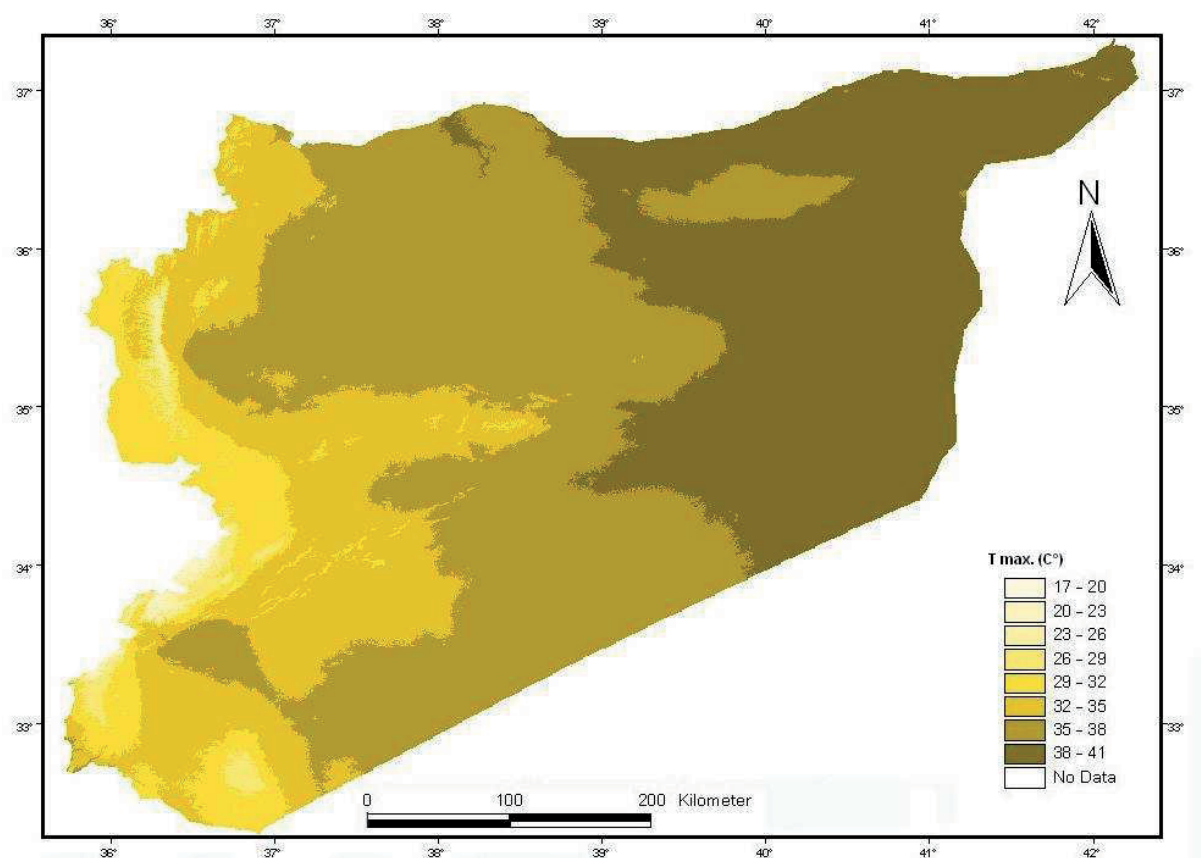 36° 37° 38° 39° 40° 41° 42°
37° 37°
N
36° 36°
35° 35°
34° 34°
T max. (C°)
17 - 20
20 - 23
23 - 26
26 - 29
29 - 32
32 - 35
35 - 38
38 - 41
No Data
33° 33°
0 100 200 Kilometer
36° 37° 38° 39° 40° 41° 42°